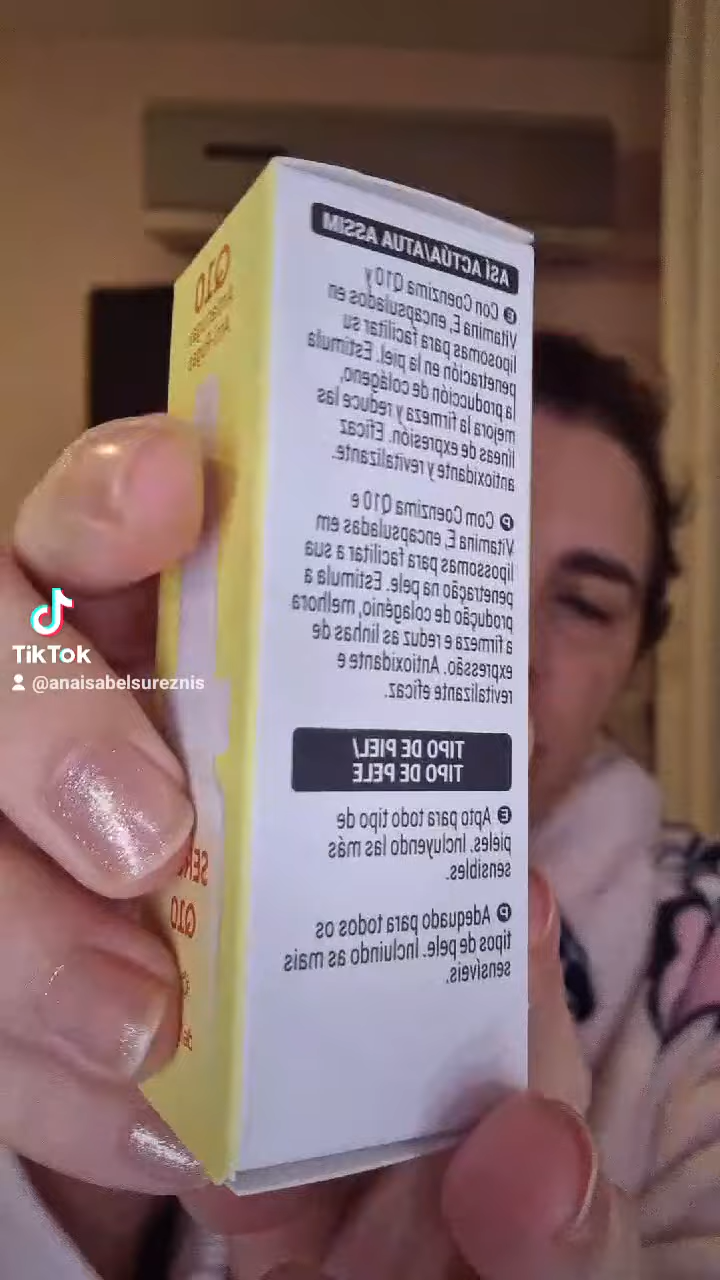 ASÍ ACTÚA/ATUA ASSIM
E Con Coenzima Q10 y
Vitamina E, encapsulados en
liposomas para facilitar su
penetración en la piel. Estimula
la producción de colágeno,
mejora la firmeza y reduce las
líneas de expresión. Eficaz
antioxidante y revitalizante.
P Com Coenzima Q10 e
Vitamina E, encapsuladas em
lipossomas para facilitar a sua
penetração na pele. Estimula a
produção de colagénio, melhora
a firmeza e reduz as linhas de
expressão. Antioxidante e
revitalizante eficaz.
TIPO DE PIEL/
TIPO DE PELE
E Apto para todo tipo de
pieles. Incluyendo las más
sensibles.
P Adequado para todos os
tipos de pele. Incluindo as mais
sensíveis.
Q10
Q10
TikTok
@anaisabelsureznis